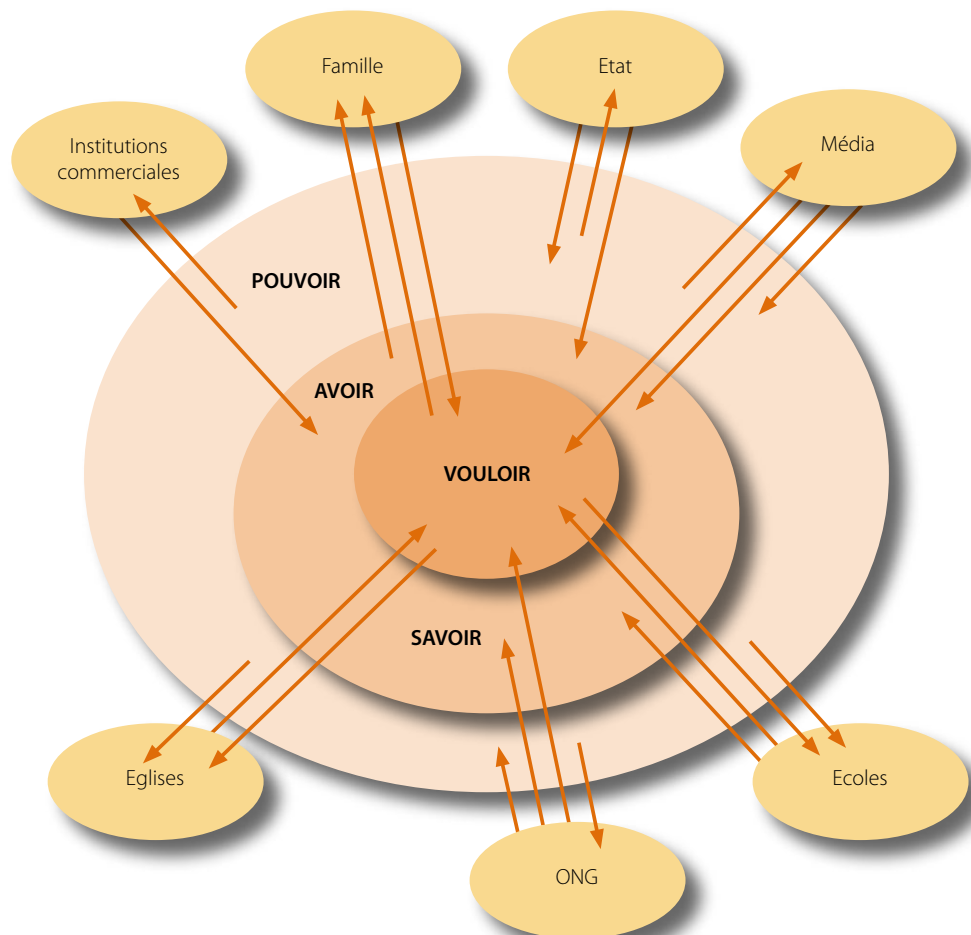 Famille
Etat
Institutions
commerciales
Média
POUVOIR
AVOIR
VOULOIR
SAVOIR
Eglises
Ecoles
ONG